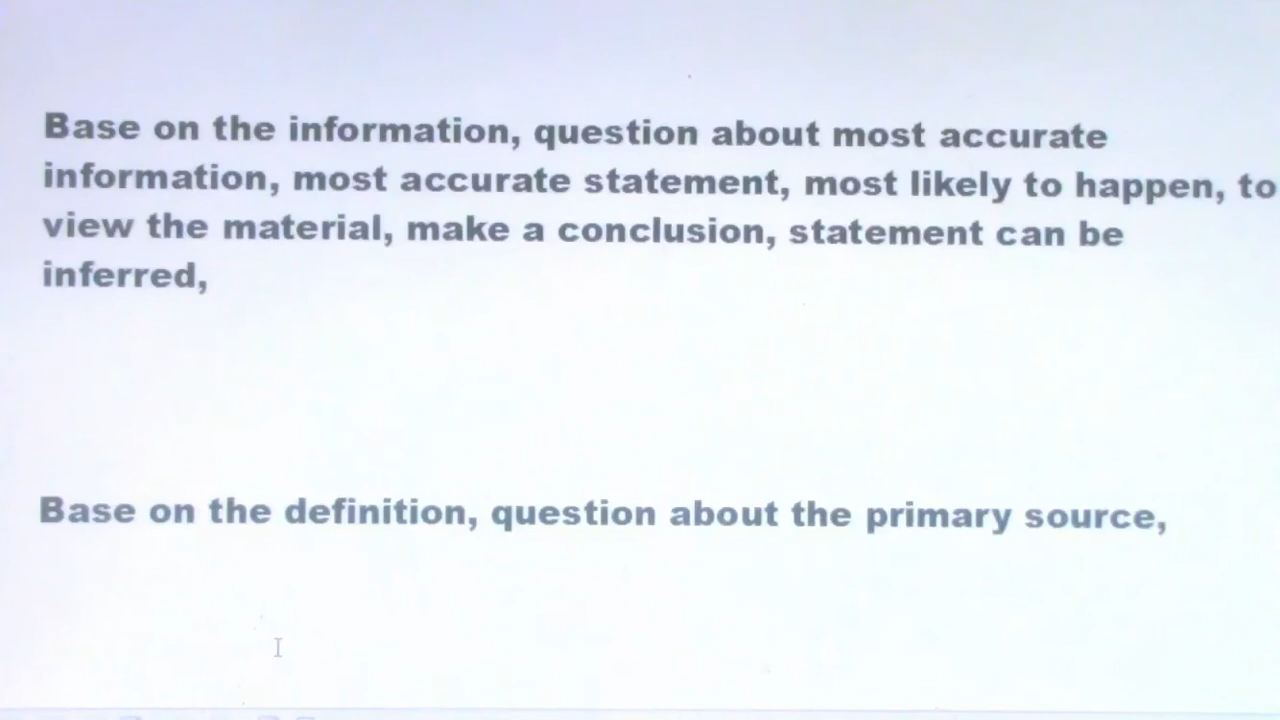 Base on the information, question about most accurate
information, most accurate statement, most likely to happen, to
view the material, make a conclusion, statement can be
inferred,
Base on the definition, question about the primary source,